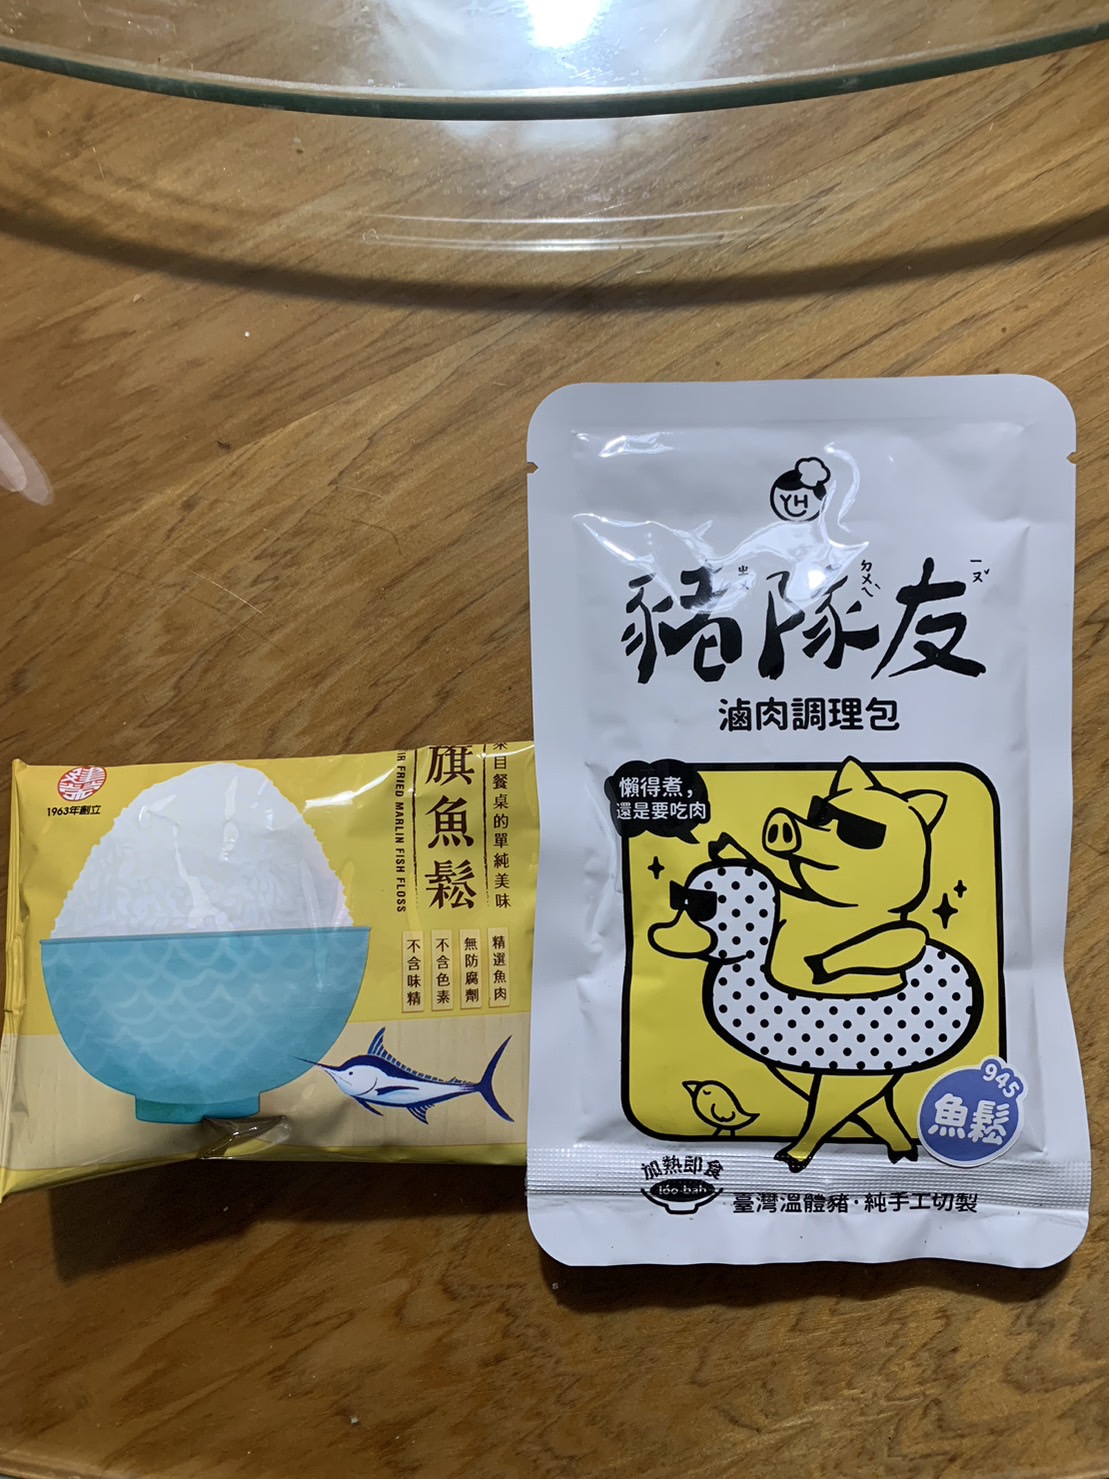 1963年創立
來自餐桌的單純美味
旗魚鬆
IR FRIED MARLIN FISH FLOSS
精選魚肉
無防腐劑
不含色素
不含味精
YH
豬隊友
ㄉㄨㄟˋ
ㄧㄡˇ
滷肉調理包
懶得煮，
還是要吃肉
945
魚鬆
加熱即食
lóo-bah
臺灣溫體豬・純手工切製